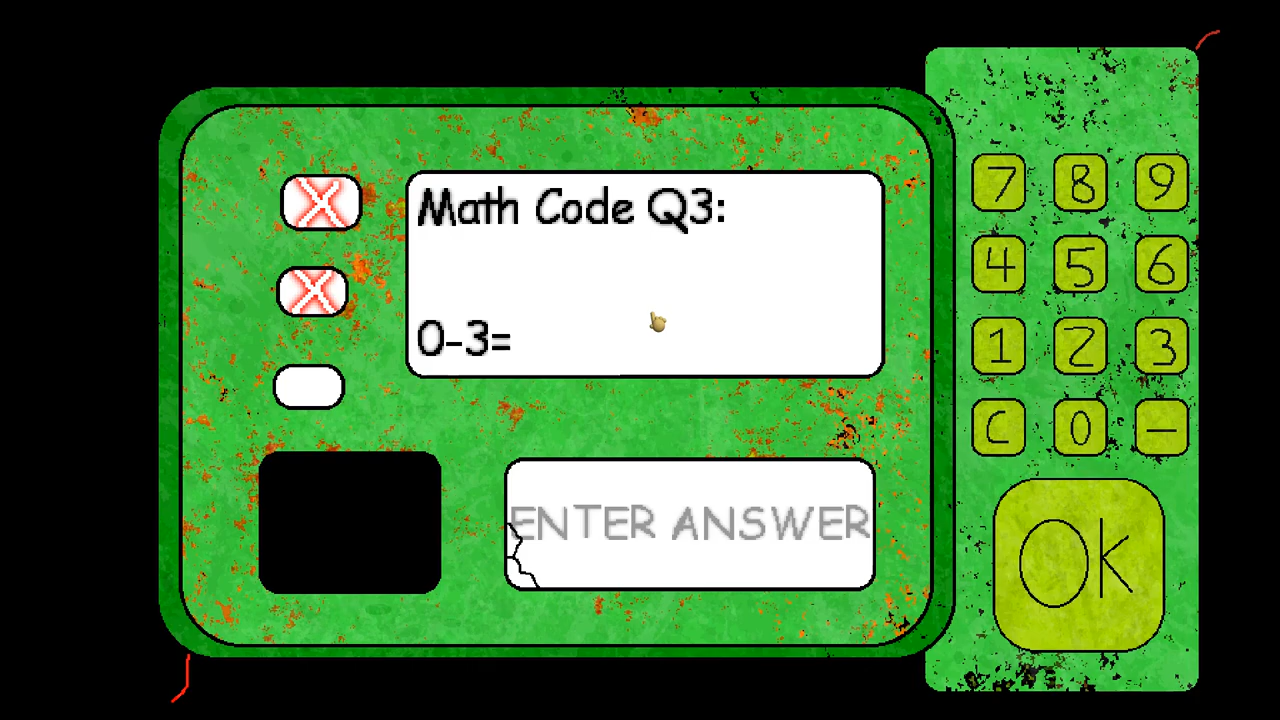 Math Code Q3:
0-3=
ENTER ANSWER
7 8 9
4 5 6
1 2 3
C 0 -
OK